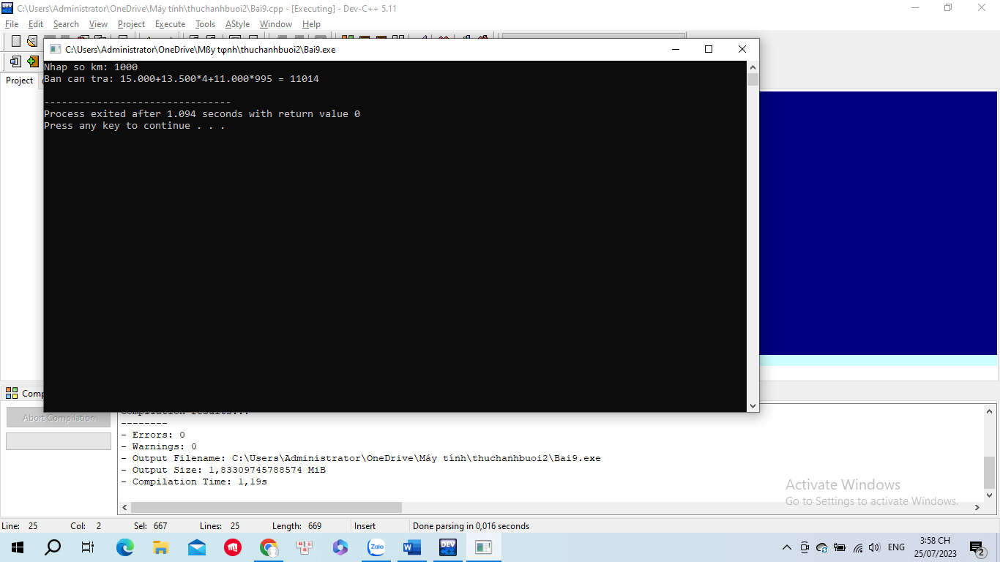 C:\Users\Administrator\OneDrive\Máy tính\thuchanhbuoi2\Bai9.cpp - [Executing] - Dev-C++ 5.11
File Edit Search View Project Execute Tools AStyle Window Help
C:\Users\Administrator\OneDrive\Mßy tφnh\thuchanhbuoi2\Bai9.exe
Project
Nhap so km: 1000
Ban can tra: 15.000+13.500*4+11.000*995 = 11014
--------------------------------
Process exited after 1.094 seconds with return value 0
Press any key to continue . . .
Abort Compilation
Compilation results...
--------
- Errors: 0
- Warnings: 0
- Output Filename: C:\Users\Administrator\OneDrive\Máy tính\thuchanhbuoi2\Bai9.exe
- Output Size: 1,83309745788574 MiB
- Compilation Time: 1,19s
Activate Windows
Go to Settings to activate Windows.
Line: 25 Col: 2 Sel: 667 Lines: 25 Length: 669 Insert Done parsing in 0,016 seconds
Zalo
DEV
ENG
3:58 CH
25/07/2023
2